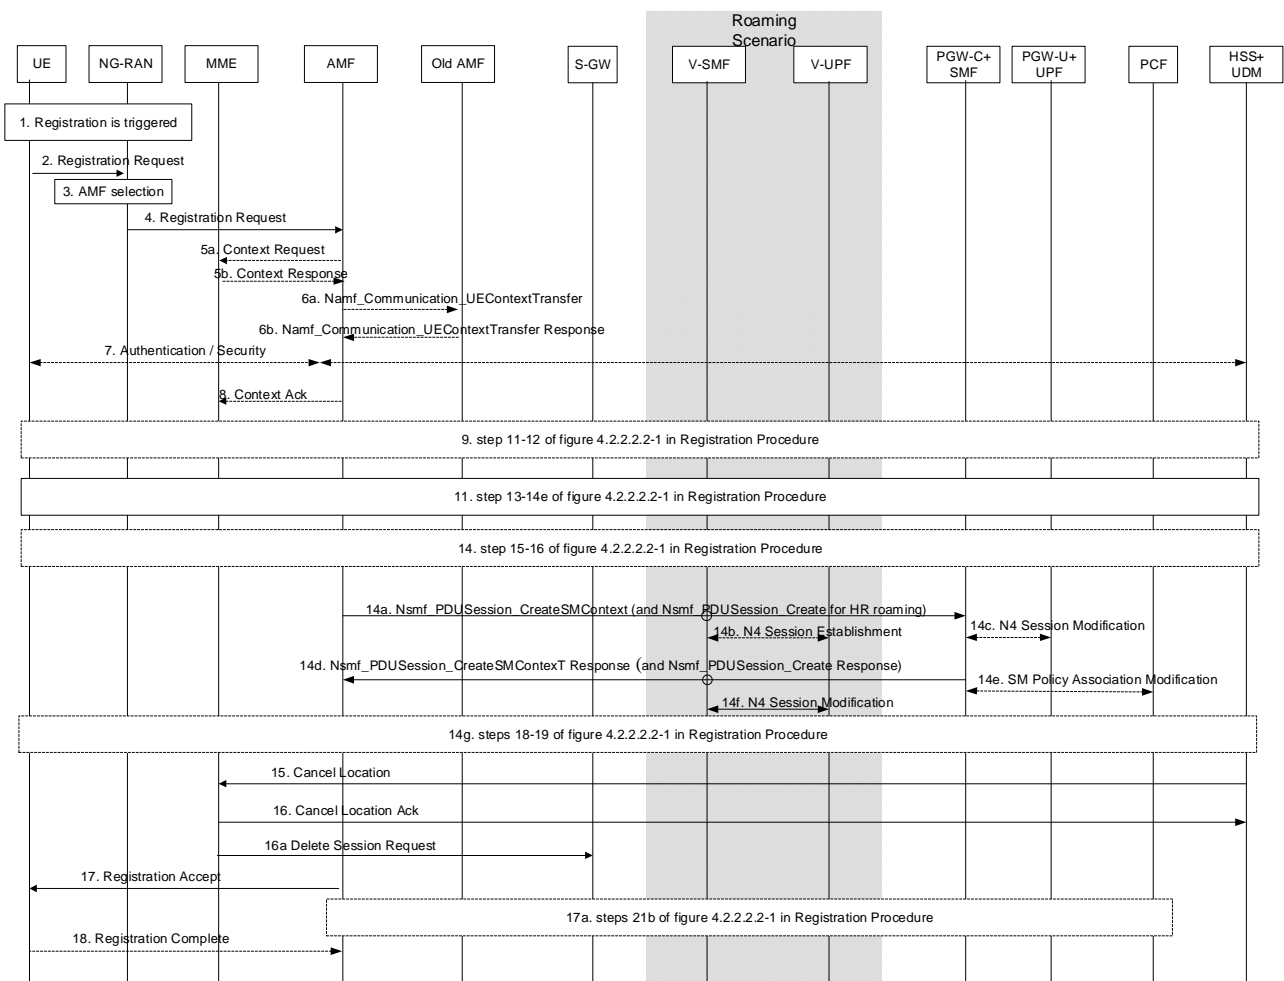 Roaming
Scenario
UE
NG-RAN
MME
AMF
Old AMF
S-GW
V-SMF
V-UPF
PGW-C+
SMF
PGW-U+
UPF
PCF
HSS+
UDM
1. Registration is triggered
2. Registration Request
3. AMF selection
4. Registration Request
5a. Context Request
5b. Context Response
6a. Namf_Communication_UEContextTransfer
6b. Namf_Communication_UEContextTransfer Response
7. Authentication / Security
8. Context Ack
9. step 11-12 of figure 4.2.2.2.2-1 in Registration Procedure
11. step 13-14e of figure 4.2.2.2.2-1 in Registration Procedure
14. step 15-16 of figure 4.2.2.2.2-1 in Registration Procedure
14a. Nsmf_PDUSession_CreateSMContext (and Nsmf_PDUSession_Create for HR roaming)
14b. N4 Session Establishment
14c. N4 Session Modification
14d. Nsmf_PDUSession_CreateSMContexT Response (and Nsmf_PDUSession_Create Response)
14e. SM Policy Association Modification
14f. N4 Session Modification
14g. steps 18-19 of figure 4.2.2.2.2-1 in Registration Procedure
15. Cancel Location
16. Cancel Location Ack
16a Delete Session Request
17. Registration Accept
17a. steps 21b of figure 4.2.2.2.2-1 in Registration Procedure
18. Registration Complete